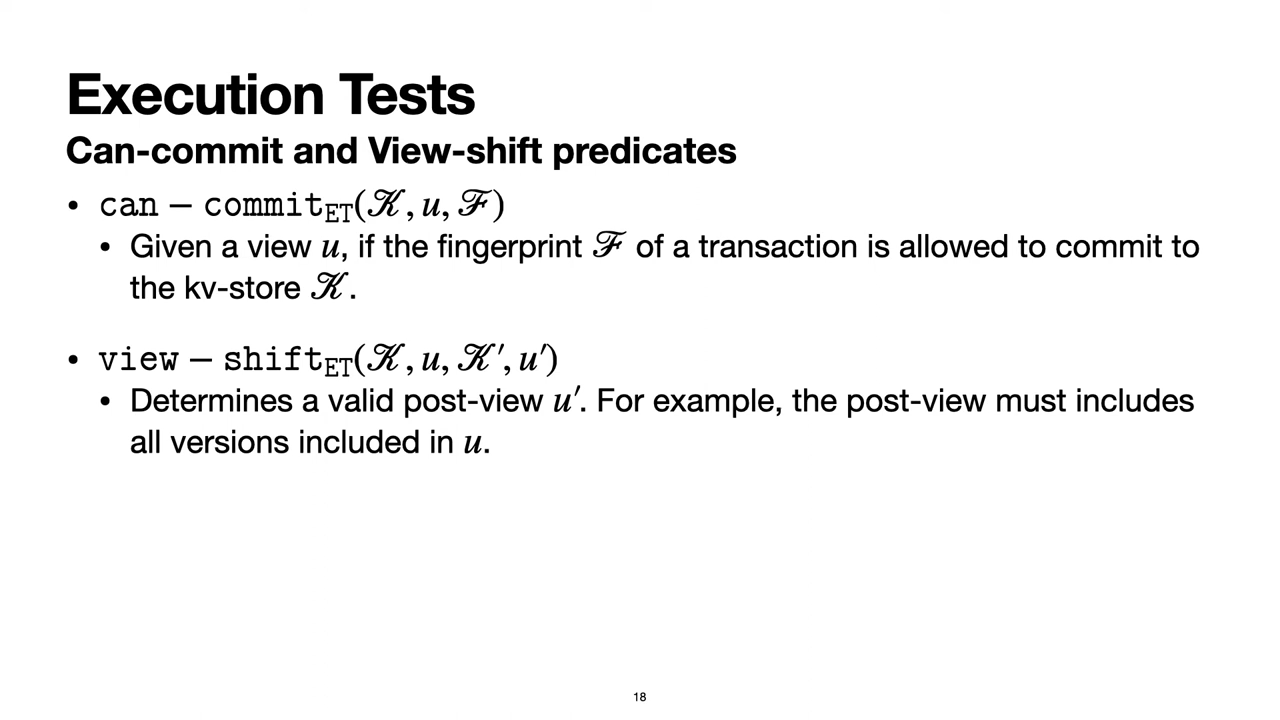 Execution Tests
Can-commit and View-shift predicates
• can − commit_ET(𝒦, u, ℱ)
• Given a view u, if the fingerprint ℱ of a transaction is allowed to commit to
the kv-store 𝒦.
• view − shift_ET(𝒦, u, 𝒦′, u′)
• Determines a valid post-view u′. For example, the post-view must includes
all versions included in u.
18